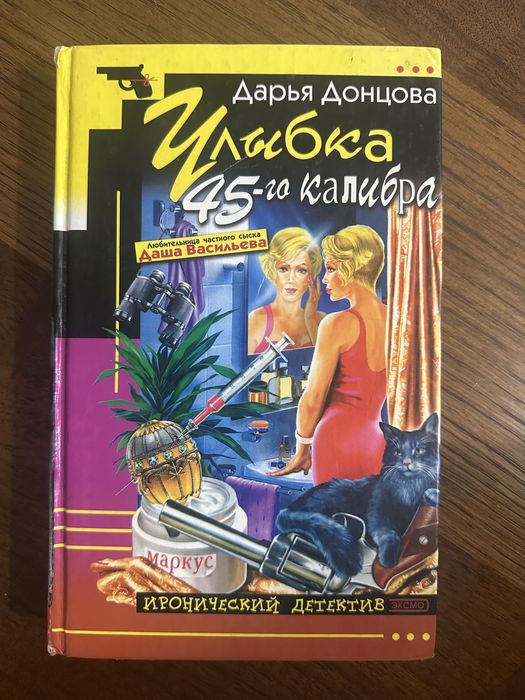 Дарья Донцова
Улыбка
45-го калибра
Любительница частного сыска
Даша Васильева
маркус
ИРОНИЧЕСКИЙ ДЕТЕКТИВ
ЭКСМО